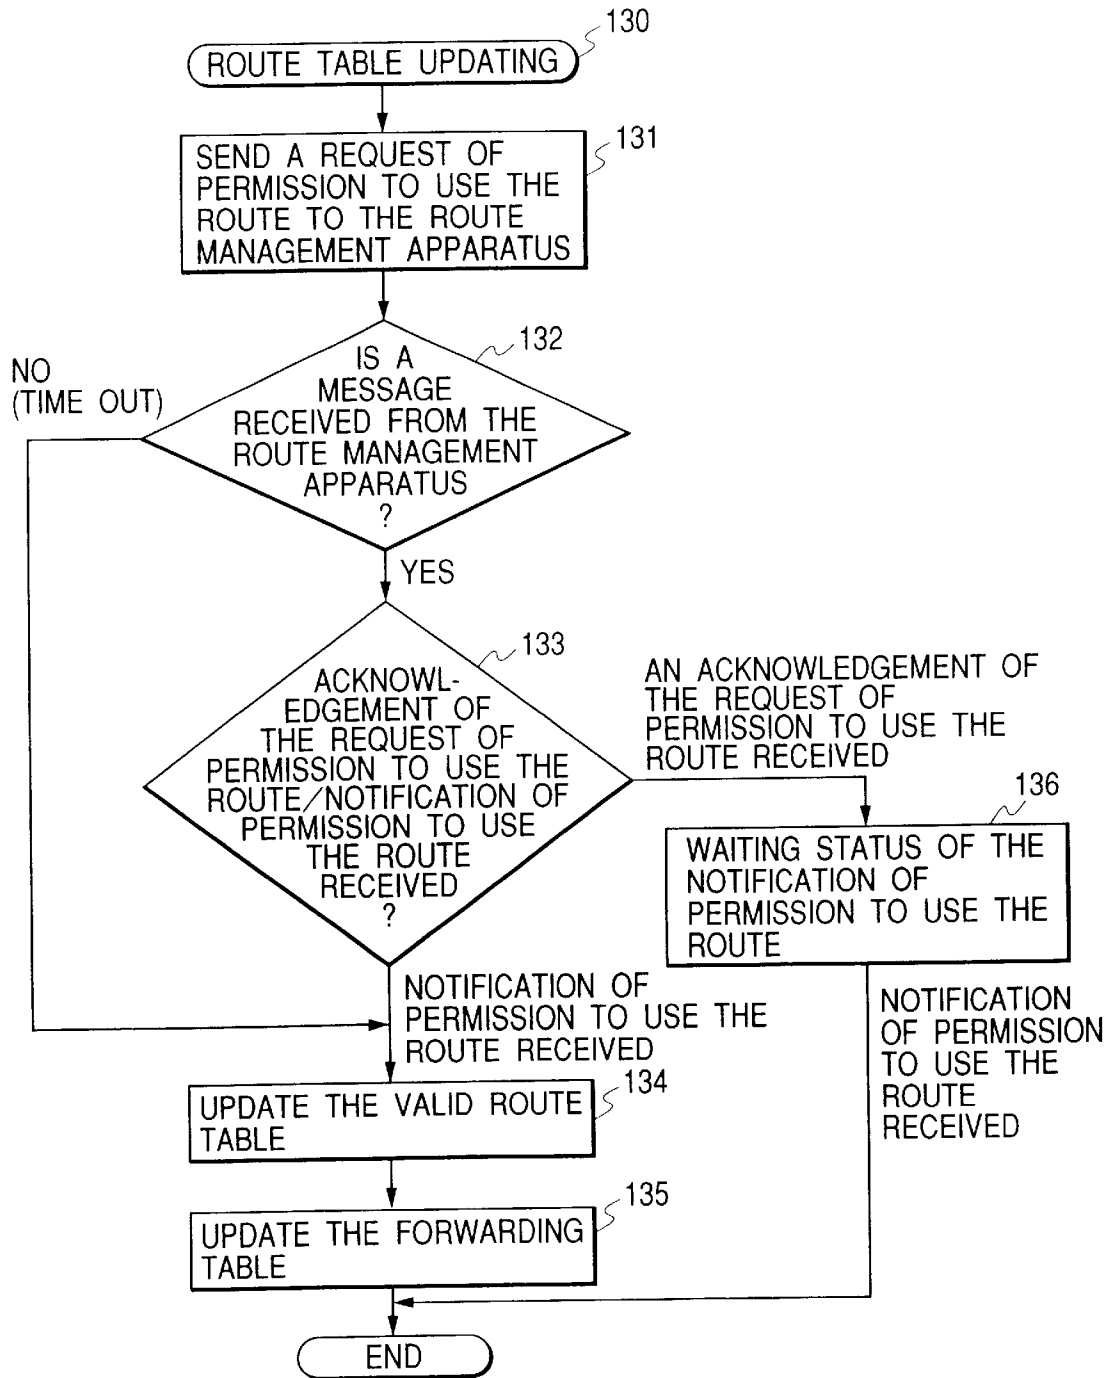 130
ROUTE TABLE UPDATING
131
SEND A REQUEST OF
PERMISSION TO USE THE
ROUTE TO THE ROUTE
MANAGEMENT APPARATUS
132
IS A
MESSAGE
RECEIVED FROM THE
ROUTE MANAGEMENT
APPARATUS
?
NO
(TIME OUT)
YES
133
ACKNOWL-
EDGEMENT OF
THE REQUEST OF
PERMISSION TO USE THE
ROUTE/NOTIFICATION OF
PERMISSION TO USE
THE ROUTE
RECEIVED
?
AN ACKNOWLEDGEMENT OF
THE REQUEST OF
PERMISSION TO USE THE
ROUTE RECEIVED
136
WAITING STATUS OF THE
NOTIFICATION OF
PERMISSION TO USE THE
ROUTE
NOTIFICATION OF
PERMISSION TO USE THE
ROUTE RECEIVED
NOTIFICATION
OF PERMISSION
TO USE THE
ROUTE
RECEIVED
134
UPDATE THE VALID ROUTE
TABLE
135
UPDATE THE FORWARDING
TABLE
END